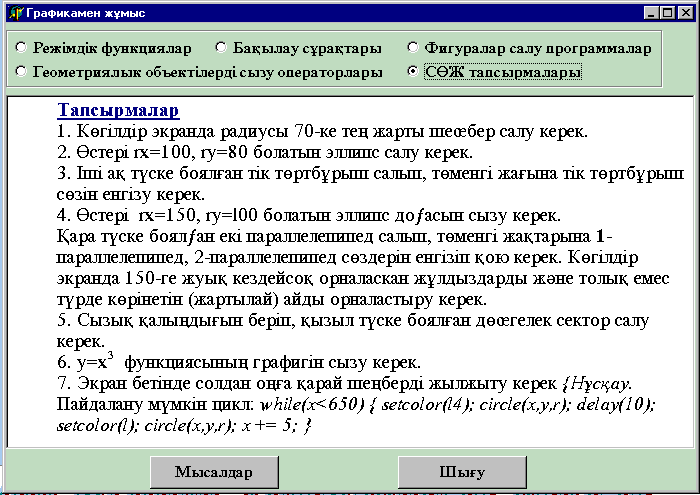 Графикамен жұмыс
Режімдік функциялар Бақылау сұрақтары Фигуралар салу программалар
Геометриялык объектілерді сызу операторлары СӨЖ тапсырмалары
Тапсырмалар
1. Көгілдір экранда радиусы 70-ке тең жарты шеңбер салу керек.
2. Өстері rx=100, ry=80 болатын эллипс салу керек.
3. Іші ақ түске боялған тік төртбұрыш салып, төменгі жағына тік төртбұрыш
сөзін енгізу керек.
4. Өстері rx=150, ry=l00 болатын эллипс доƒасын сызу керек.
Қара түске боялƒан екі параллелепипед салып, төменгі жақтарына 1-
параллелепипед, 2-параллелепипед сөздерін енгізіп қою керек. Көгілдір
экранда 150-ге жуық кездейсоқ орналаскан жұлдыздарды және толық емес
түрде көрінетін (жартылай) айды орналастыру керек.
5. Сызық қалыңдығын беріп, қызыл түске боялған дөңгелек сектор салу
керек.
6. y=x³ функциясының графигін сызу керек.
7. Экран бетінде солдан оңға қарай шеңберді жылжыту керек {Нұсқау.
Пайдалану мүмкін цикл: while(x<650) { setcolor(l4); circle(x,y,r); delay(10);
setcolor(l); circle(x,y,r); x += 5; }
Мысалдар Шығу